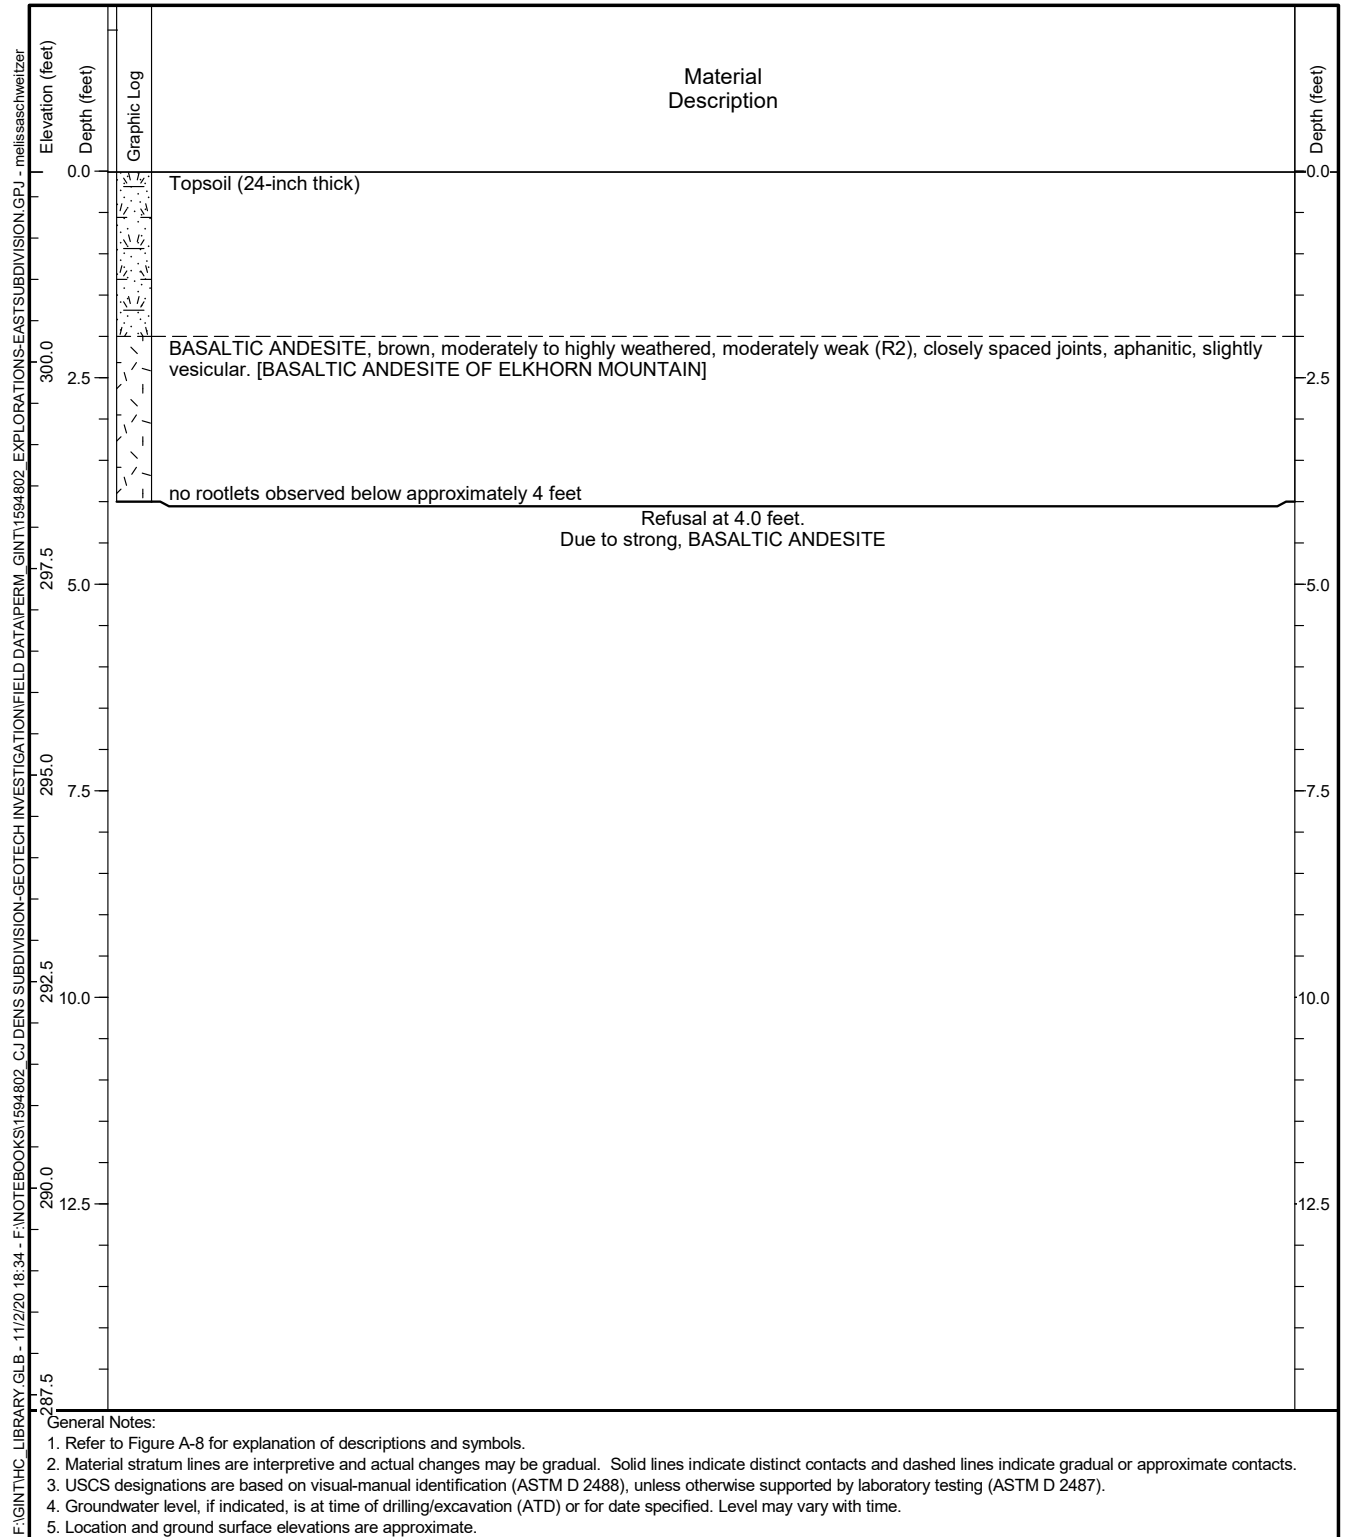 F:\GINT\HC_LIBRARY.GLB - 11/2/20 18:34 - F:\NOTEBOOKS\1594802_CJ DENS SUBDIVISION-GEOTECH INVESTIGATION\FIELD DATA\PERM_GINT\1594802_EXPLORATIONS-EASTSUBDIVISION.GPJ - melissaschweitzer
Elevation (feet)
Depth (feet)
Graphic Log
Material
Description
Depth (feet)
0.0
0.0
Topsoil (24-inch thick)
300.0
BASALTIC ANDESITE, brown, moderately to highly weathered, moderately weak (R2), closely spaced joints, aphanitic, slightly
vesicular. [BASALTIC ANDESITE OF ELKHORN MOUNTAIN]
2.5
2.5
no rootlets observed below approximately 4 feet
Refusal at 4.0 feet.
Due to strong, BASALTIC ANDESITE
297.5
5.0
5.0
295.0
7.5
7.5
292.5
10.0
10.0
290.0
12.5
12.5
287.5
General Notes:
1. Refer to Figure A-8 for explanation of descriptions and symbols.
2. Material stratum lines are interpretive and actual changes may be gradual. Solid lines indicate distinct contacts and dashed lines indicate gradual or approximate contacts.
3. USCS designations are based on visual-manual identification (ASTM D 2488), unless otherwise supported by laboratory testing (ASTM D 2487).
4. Groundwater level, if indicated, is at time of drilling/excavation (ATD) or for date specified. Level may vary with time.
5. Location and ground surface elevations are approximate.